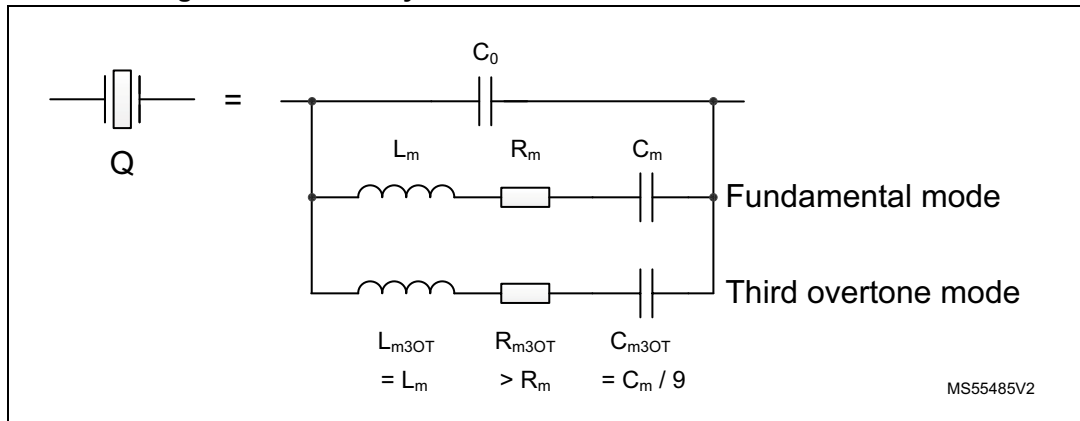 C0
Q
=
Lm
Rm
Cm
Fundamental mode
Third overtone mode
Lm3OT
Rm3OT
Cm3OT
= Lm
> Rm
= Cm / 9
MS55485V2